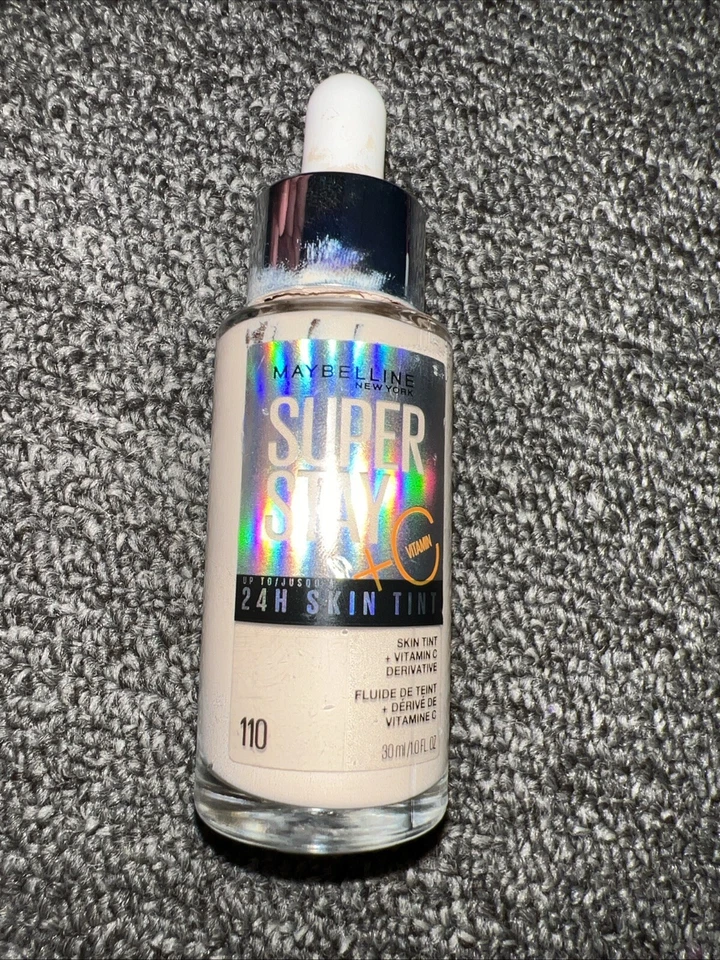 MAYBELLINE
NEW YORK
SUPER
STAY
+C
VITAMIN
UP TO/JUSQU'À
24H SKIN TINT
SKIN TINT
+ VITAMIN C
DERIVATIVE
FLUIDE DE TEINT
+ DÉRIVÉ DE
VITAMINE C
110
30 ml/1.0 FL OZ